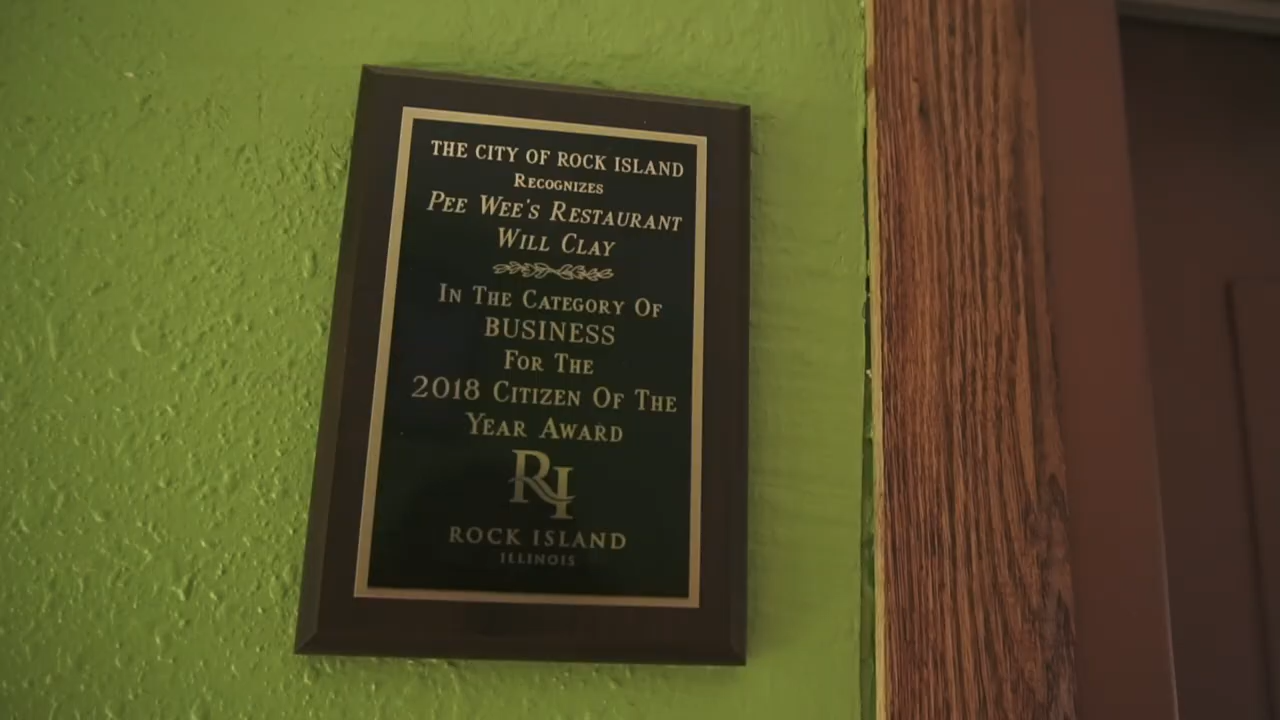 THE CITY OF ROCK ISLAND
RECOGNIZES
PEE WEE'S RESTAURANT
WILL CLAY
IN THE CATEGORY OF
BUSINESS
FOR THE
2018 CITIZEN OF THE
YEAR AWARD
RI
ROCK ISLAND
ILLINOIS